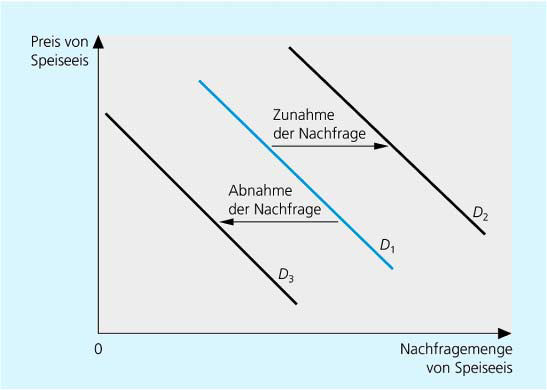 Preis von
Speiseeis
Zunahme
der Nachfrage
Abnahme
der Nachfrage
D2
D1
D3
0
Nachfragemenge
von Speiseeis